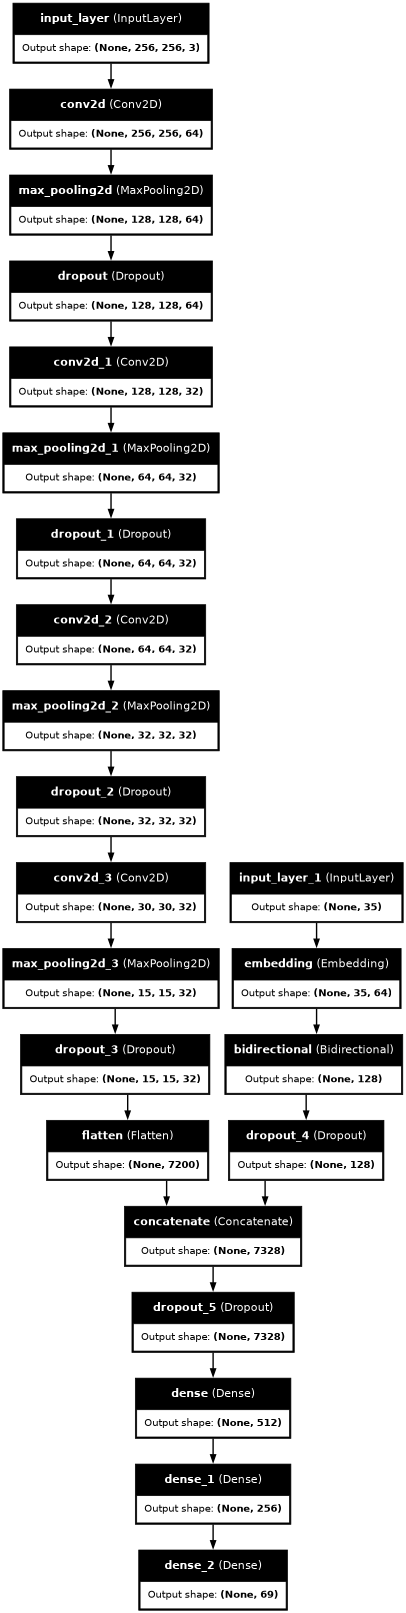 input_layer (InputLayer)
Output shape: (None, 256, 256, 3)
conv2d (Conv2D)
Output shape: (None, 256, 256, 64)
max_pooling2d (MaxPooling2D)
Output shape: (None, 128, 128, 64)
dropout (Dropout)
Output shape: (None, 128, 128, 64)
conv2d_1 (Conv2D)
Output shape: (None, 128, 128, 32)
max_pooling2d_1 (MaxPooling2D)
Output shape: (None, 64, 64, 32)
dropout_1 (Dropout)
Output shape: (None, 64, 64, 32)
conv2d_2 (Conv2D)
Output shape: (None, 64, 64, 32)
max_pooling2d_2 (MaxPooling2D)
Output shape: (None, 32, 32, 32)
dropout_2 (Dropout)
Output shape: (None, 32, 32, 32)
conv2d_3 (Conv2D)
Output shape: (None, 30, 30, 32)
input_layer_1 (InputLayer)
Output shape: (None, 35)
max_pooling2d_3 (MaxPooling2D)
Output shape: (None, 15, 15, 32)
embedding (Embedding)
Output shape: (None, 35, 64)
dropout_3 (Dropout)
Output shape: (None, 15, 15, 32)
bidirectional (Bidirectional)
Output shape: (None, 128)
flatten (Flatten)
Output shape: (None, 7200)
dropout_4 (Dropout)
Output shape: (None, 128)
concatenate (Concatenate)
Output shape: (None, 7328)
dropout_5 (Dropout)
Output shape: (None, 7328)
dense (Dense)
Output shape: (None, 512)
dense_1 (Dense)
Output shape: (None, 256)
dense_2 (Dense)
Output shape: (None, 69)